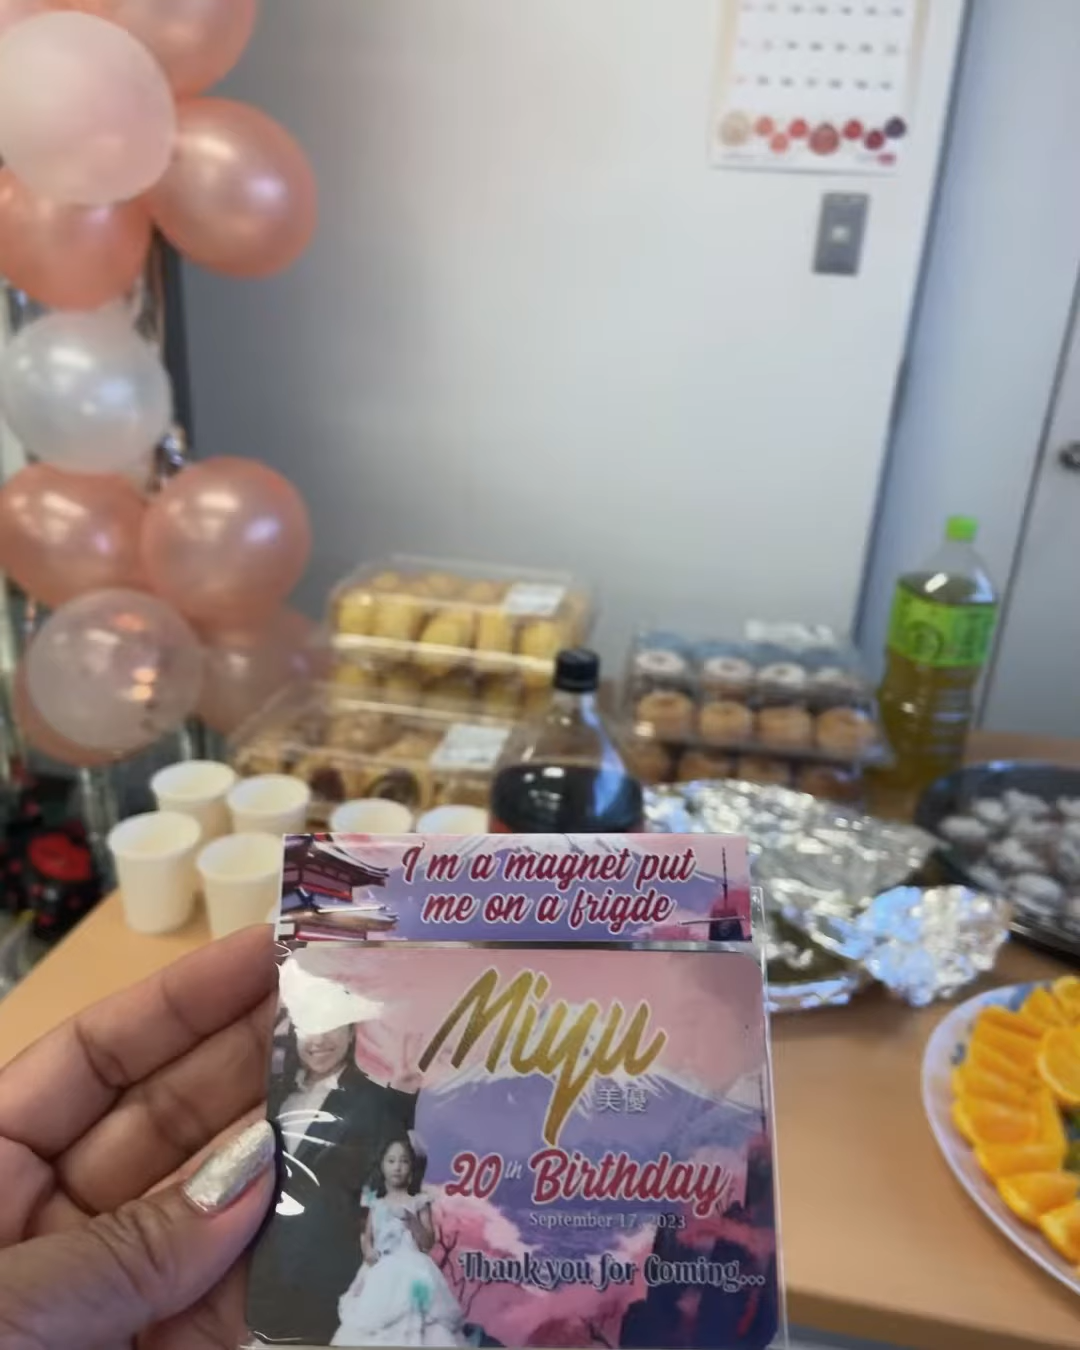 I m a magnet put
me on a frigde
Miyu
美優
20th Birthday
September 17, 2023
Thank you for Coming...